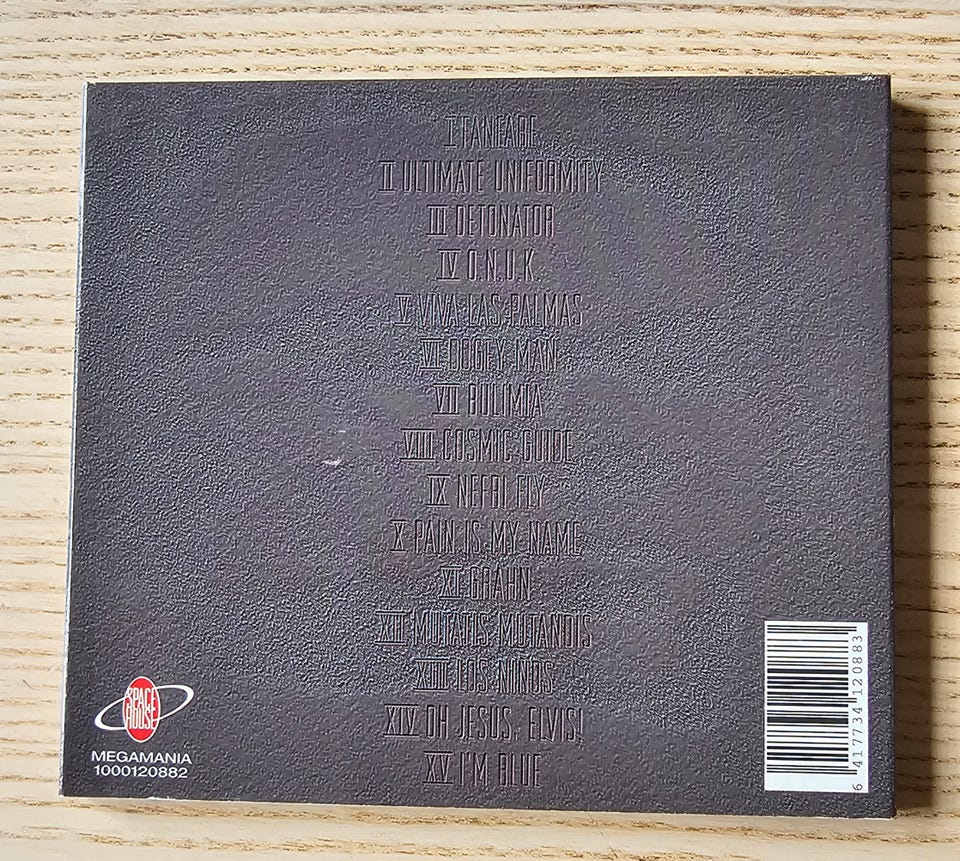 I FANFARE
II ULTIMATE UNIFORMITY
III DETONATOR
IV O.N.U.K.
V VIVA LAS PALMAS
VI BOGEY MAN
VII BULIMIA
VIII COSMIC GUIDE
IX NEFRI FLY
X PAIN IS MY NAME
XI GRAHN
XII MUTATIS MUTANDIS
XIII LOS NINOS
XIV OH JESUS, ELVIS!
XV I'M BLUE
SPACE
HOUSE
MEGAMANIA
1000120882
6 417734 120883